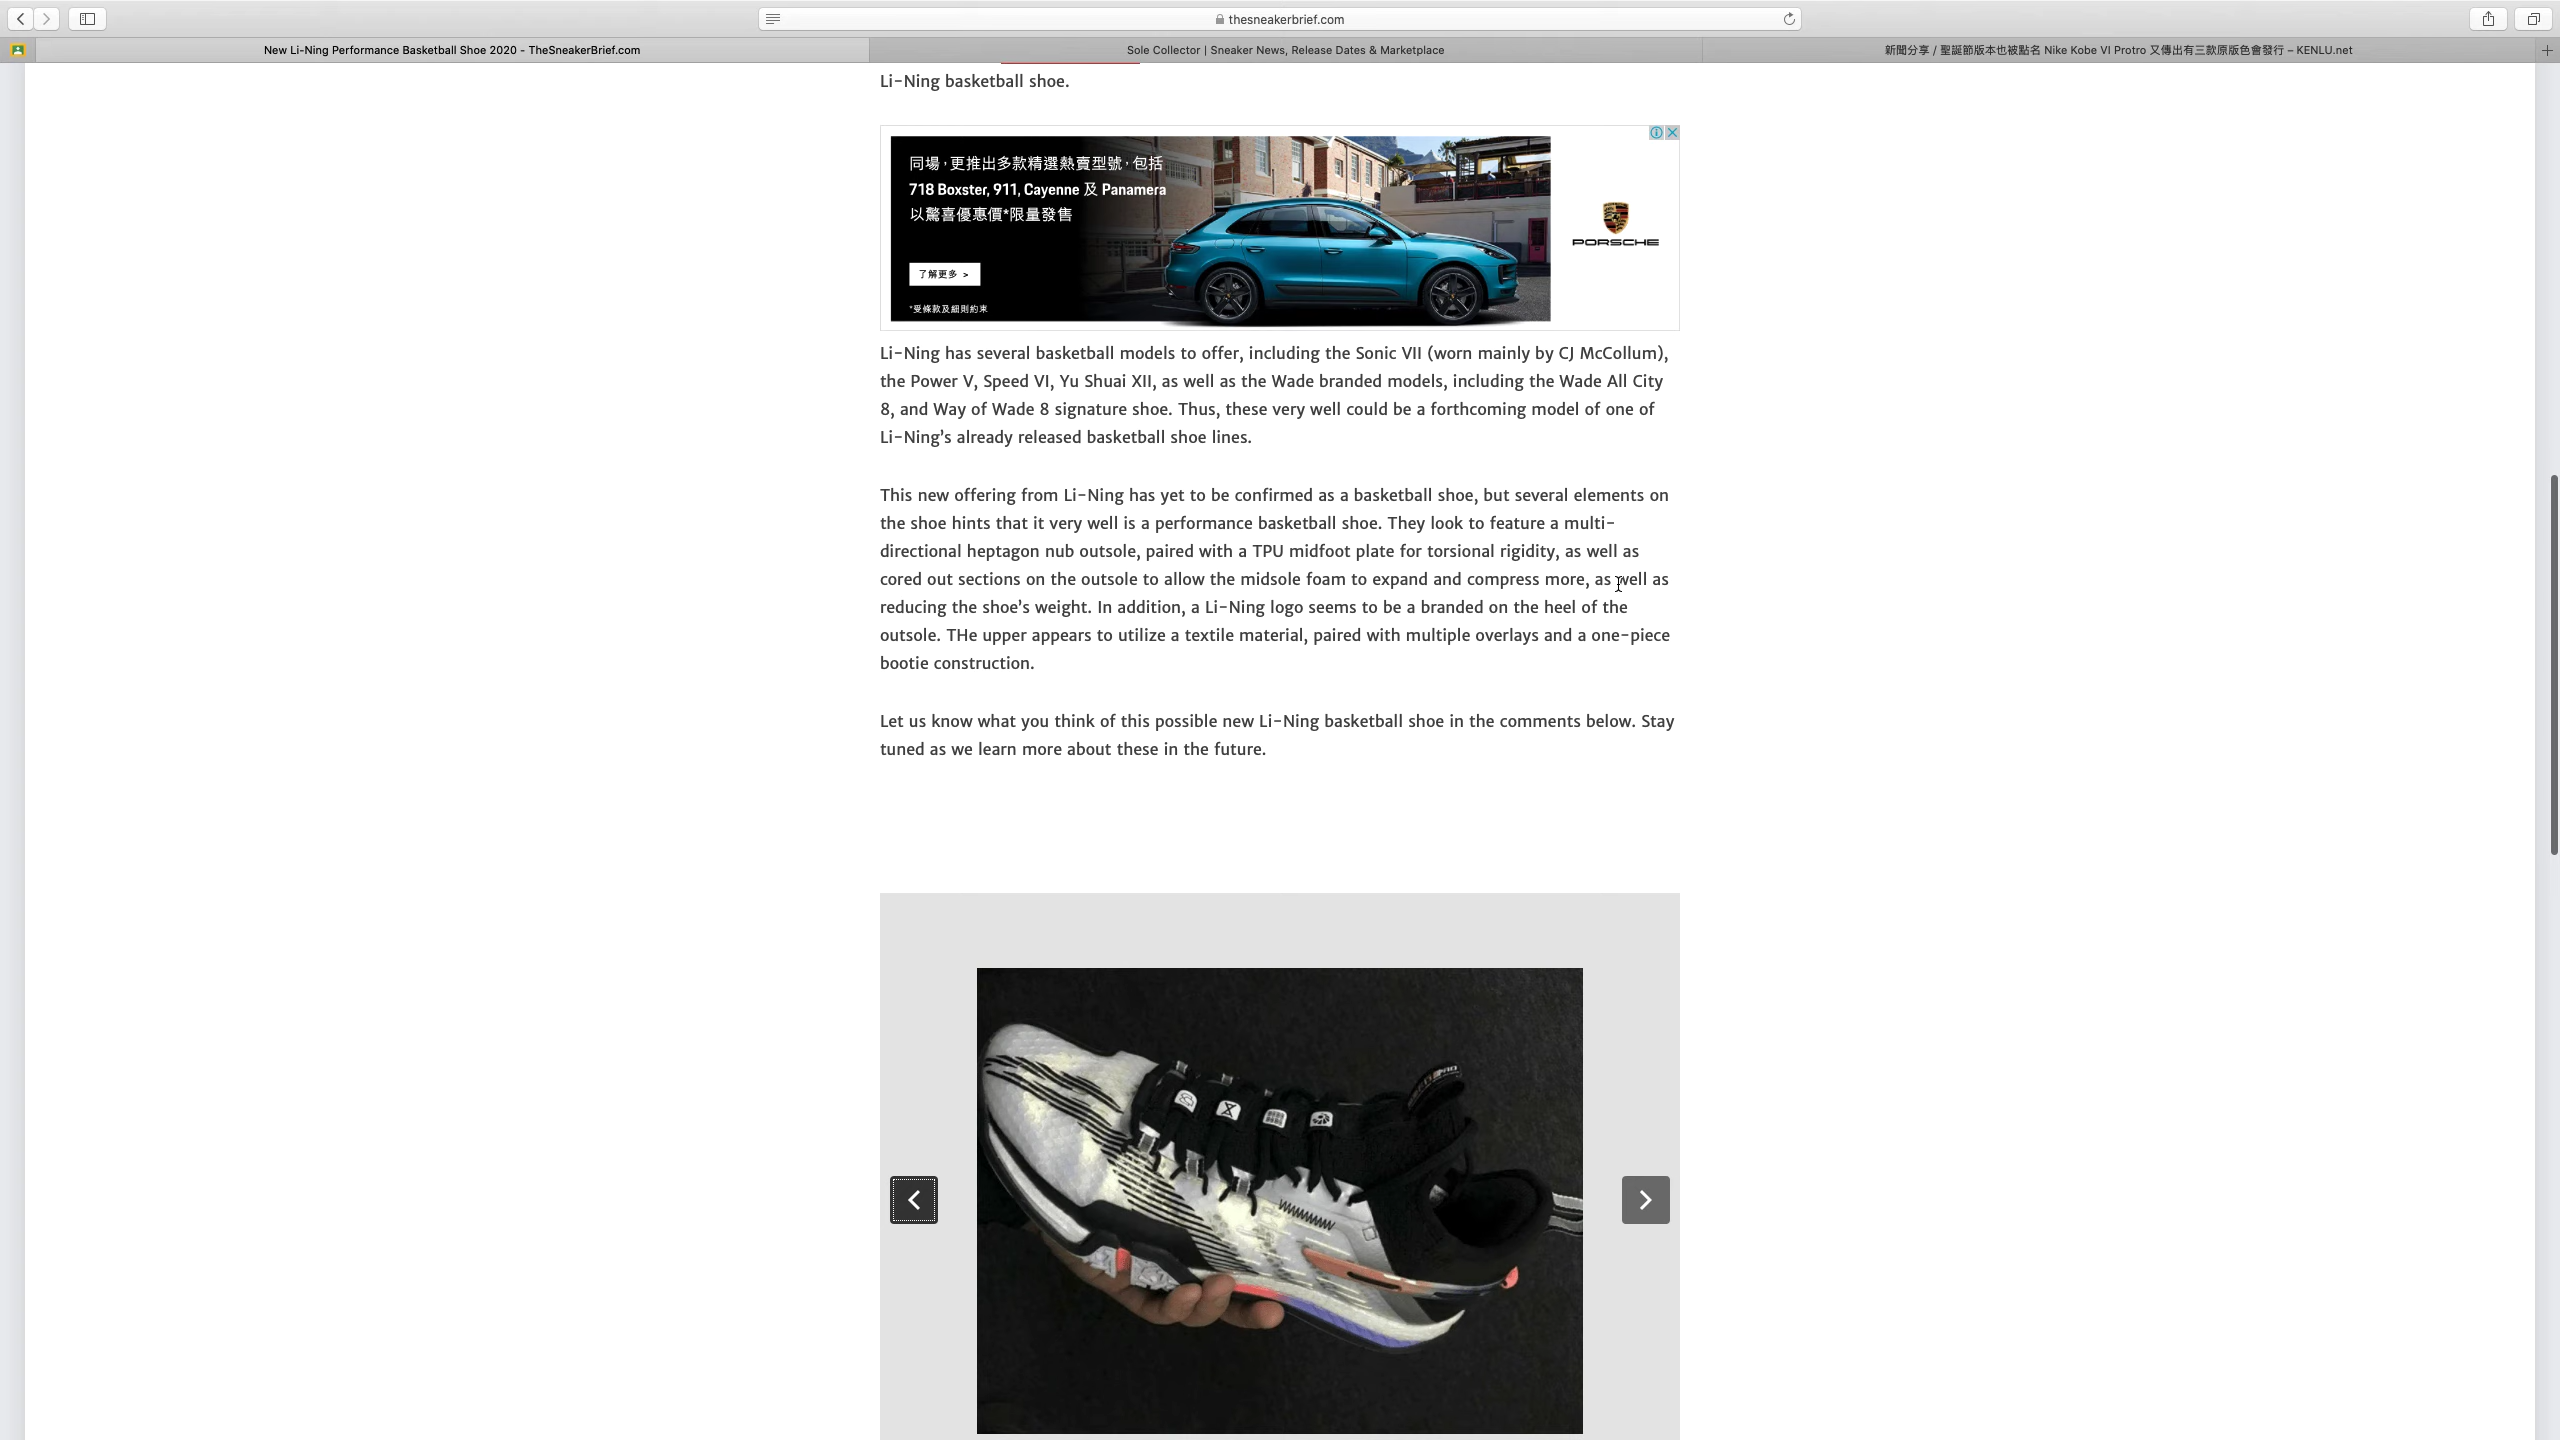 thesneakerbrief.com
New Li-Ning Performance Basketball Shoe 2020 - TheSneakerBrief.com
Sole Collector | Sneaker News, Release Dates & Marketplace
新聞分享 / 聖誕節版本也被點名 Nike Kobe VI Protro 又傳出有三款原版色會發行 – KENLU.net
Li-Ning basketball shoe.
同場，更推出多款精選熱賣型號，包括
718 Boxster, 911, Cayenne 及 Panamera
以驚喜優惠價*限量發售
了解更多 >
*受條款及細則約束
PORSCHE
Li-Ning has several basketball models to offer, including the Sonic VII (worn mainly by CJ McCollum),
the Power V, Speed VI, Yu Shuai XII, as well as the Wade branded models, including the Wade All City
8, and Way of Wade 8 signature shoe. Thus, these very well could be a forthcoming model of one of
Li-Ning’s already released basketball shoe lines.
This new offering from Li-Ning has yet to be confirmed as a basketball shoe, but several elements on
the shoe hints that it very well is a performance basketball shoe. They look to feature a multi-
directional heptagon nub outsole, paired with a TPU midfoot plate for torsional rigidity, as well as
cored out sections on the outsole to allow the midsole foam to expand and compress more, as well as
reducing the shoe’s weight. In addition, a Li-Ning logo seems to be a branded on the heel of the
outsole. THe upper appears to utilize a textile material, paired with multiple overlays and a one-piece
bootie construction.
Let us know what you think of this possible new Li-Ning basketball shoe in the comments below. Stay
tuned as we learn more about these in the future.